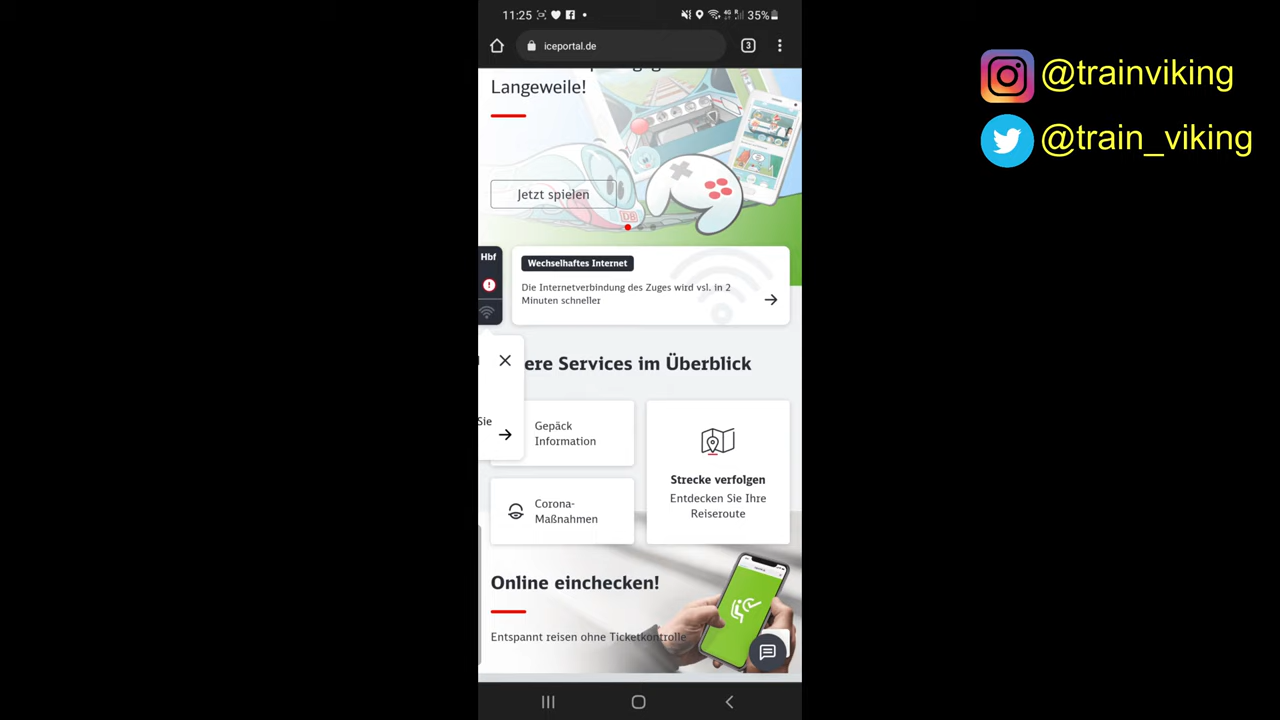 11:25
35%
iceportal.de
3
Langeweile!
Jetzt spielen
DB
Hbf
Wechselhaftes Internet
Die Internetverbindung des Zuges wird vsl. in 2
Minuten schneller
ere Services im Überblick
Sie
Gepäck
Information
Corona-
Maßnahmen
Strecke verfolgen
Entdecken Sie Ihre
Reiseroute
Online einchecken!
Entspannt reisen ohne Ticketkontrolle
@trainviking
@train_viking